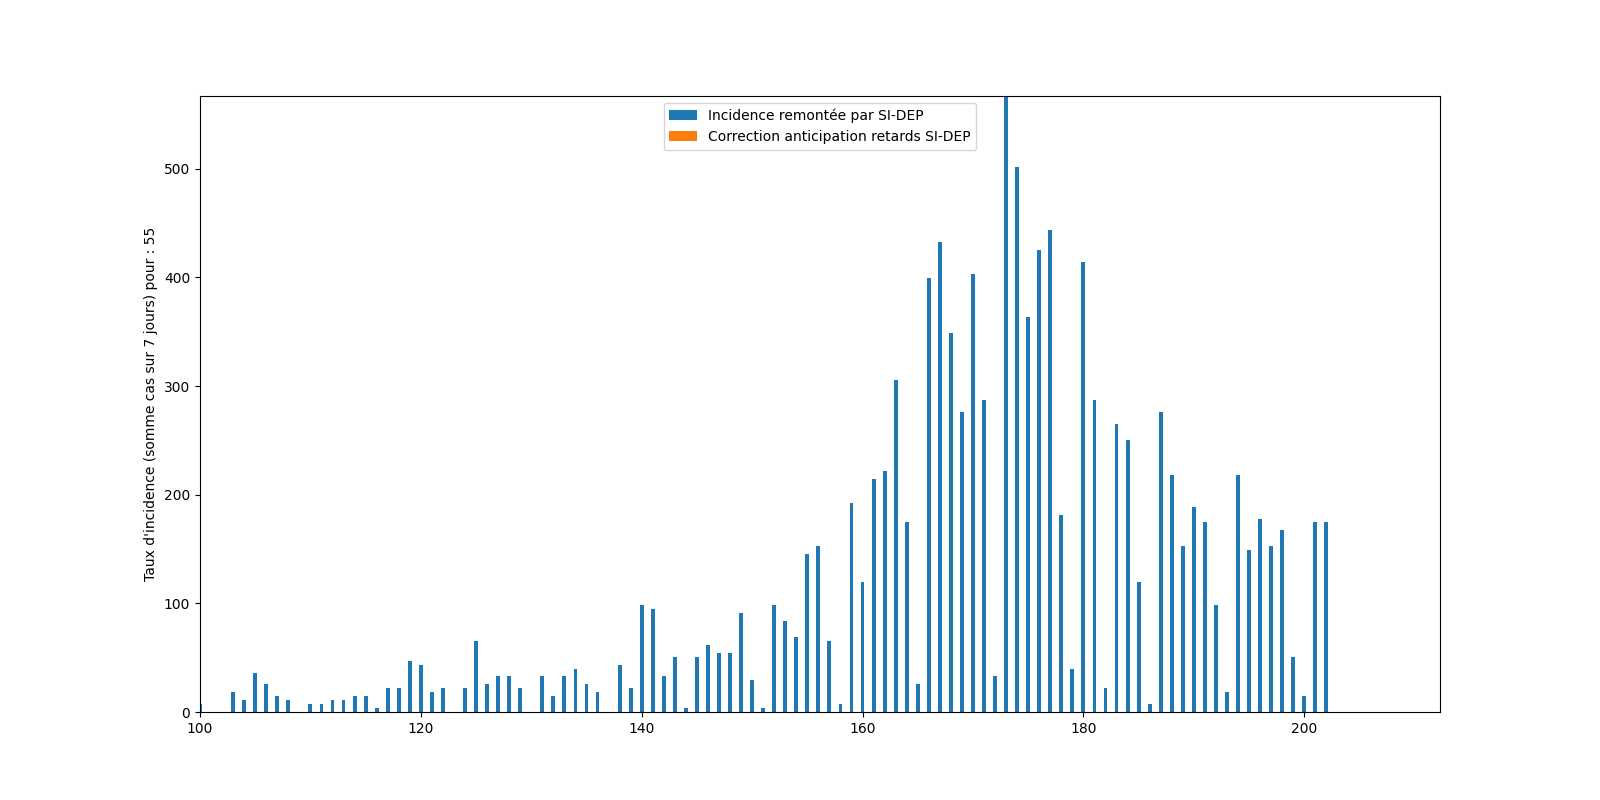 Incidence remontée par SI-DEP
Correction anticipation retards SI-DEP
Taux d'incidence (somme cas sur 7 jours) pour : 55
500
400
300
200
100
0
100 120 140 160 180 200